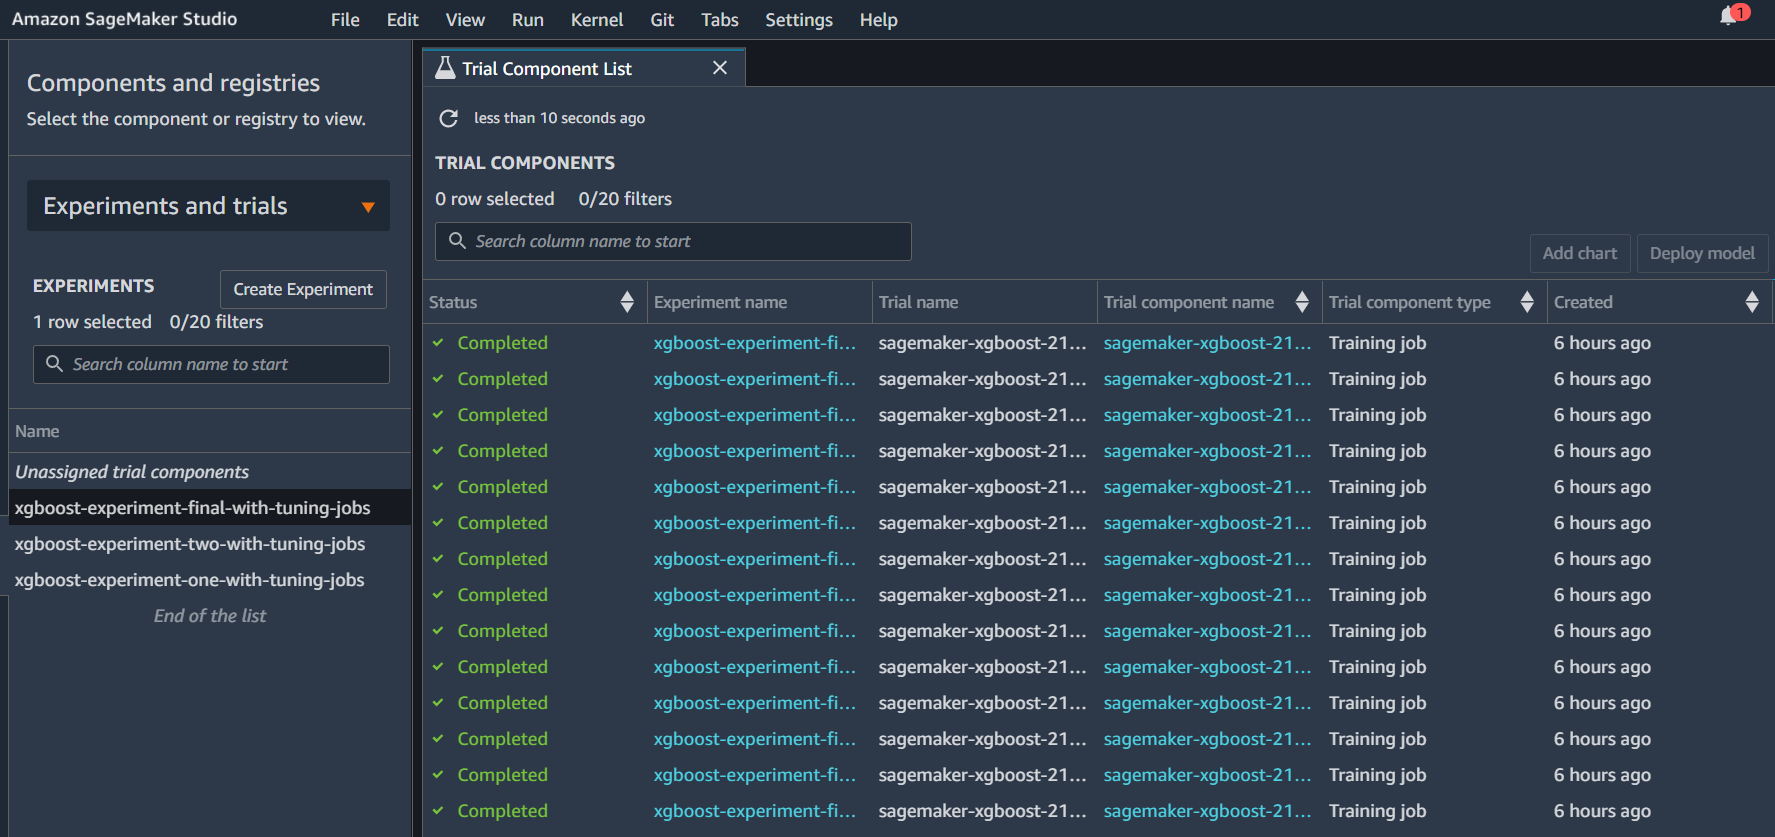 Amazon SageMaker Studio File Edit View Run Kernel Git Tabs Settings Help 1
Components and registries
Select the component or registry to view.
Experiments and trials
EXPERIMENTS Create Experiment
1 row selected 0/20 filters
Search column name to start
Name
Unassigned trial components
xgboost-experiment-final-with-tuning-jobs
xgboost-experiment-two-with-tuning-jobs
xgboost-experiment-one-with-tuning-jobs
End of the list
Trial Component List
less than 10 seconds ago
TRIAL COMPONENTS
0 row selected 0/20 filters
Search column name to start
Add chart Deploy model
Status Experiment name Trial name Trial component name Trial component type Created
Completed xgboost-experiment-fi... sagemaker-xgboost-21... sagemaker-xgboost-21... Training job 6 hours ago
Completed xgboost-experiment-fi... sagemaker-xgboost-21... sagemaker-xgboost-21... Training job 6 hours ago
Completed xgboost-experiment-fi... sagemaker-xgboost-21... sagemaker-xgboost-21... Training job 6 hours ago
Completed xgboost-experiment-fi... sagemaker-xgboost-21... sagemaker-xgboost-21... Training job 6 hours ago
Completed xgboost-experiment-fi... sagemaker-xgboost-21... sagemaker-xgboost-21... Training job 6 hours ago
Completed xgboost-experiment-fi... sagemaker-xgboost-21... sagemaker-xgboost-21... Training job 6 hours ago
Completed xgboost-experiment-fi... sagemaker-xgboost-21... sagemaker-xgboost-21... Training job 6 hours ago
Completed xgboost-experiment-fi... sagemaker-xgboost-21... sagemaker-xgboost-21... Training job 6 hours ago
Completed xgboost-experiment-fi... sagemaker-xgboost-21... sagemaker-xgboost-21... Training job 6 hours ago
Completed xgboost-experiment-fi... sagemaker-xgboost-21... sagemaker-xgboost-21... Training job 6 hours ago
Completed xgboost-experiment-fi... sagemaker-xgboost-21... sagemaker-xgboost-21... Training job 6 hours ago
Completed xgboost-experiment-fi... sagemaker-xgboost-21... sagemaker-xgboost-21... Training job 6 hours ago
Completed xgboost-experiment-fi... sagemaker-xgboost-21... sagemaker-xgboost-21... Training job 6 hours ago
Completed xgboost-experiment-fi... sagemaker-xgboost-21... sagemaker-xgboost-21... Training job 6 hours ago